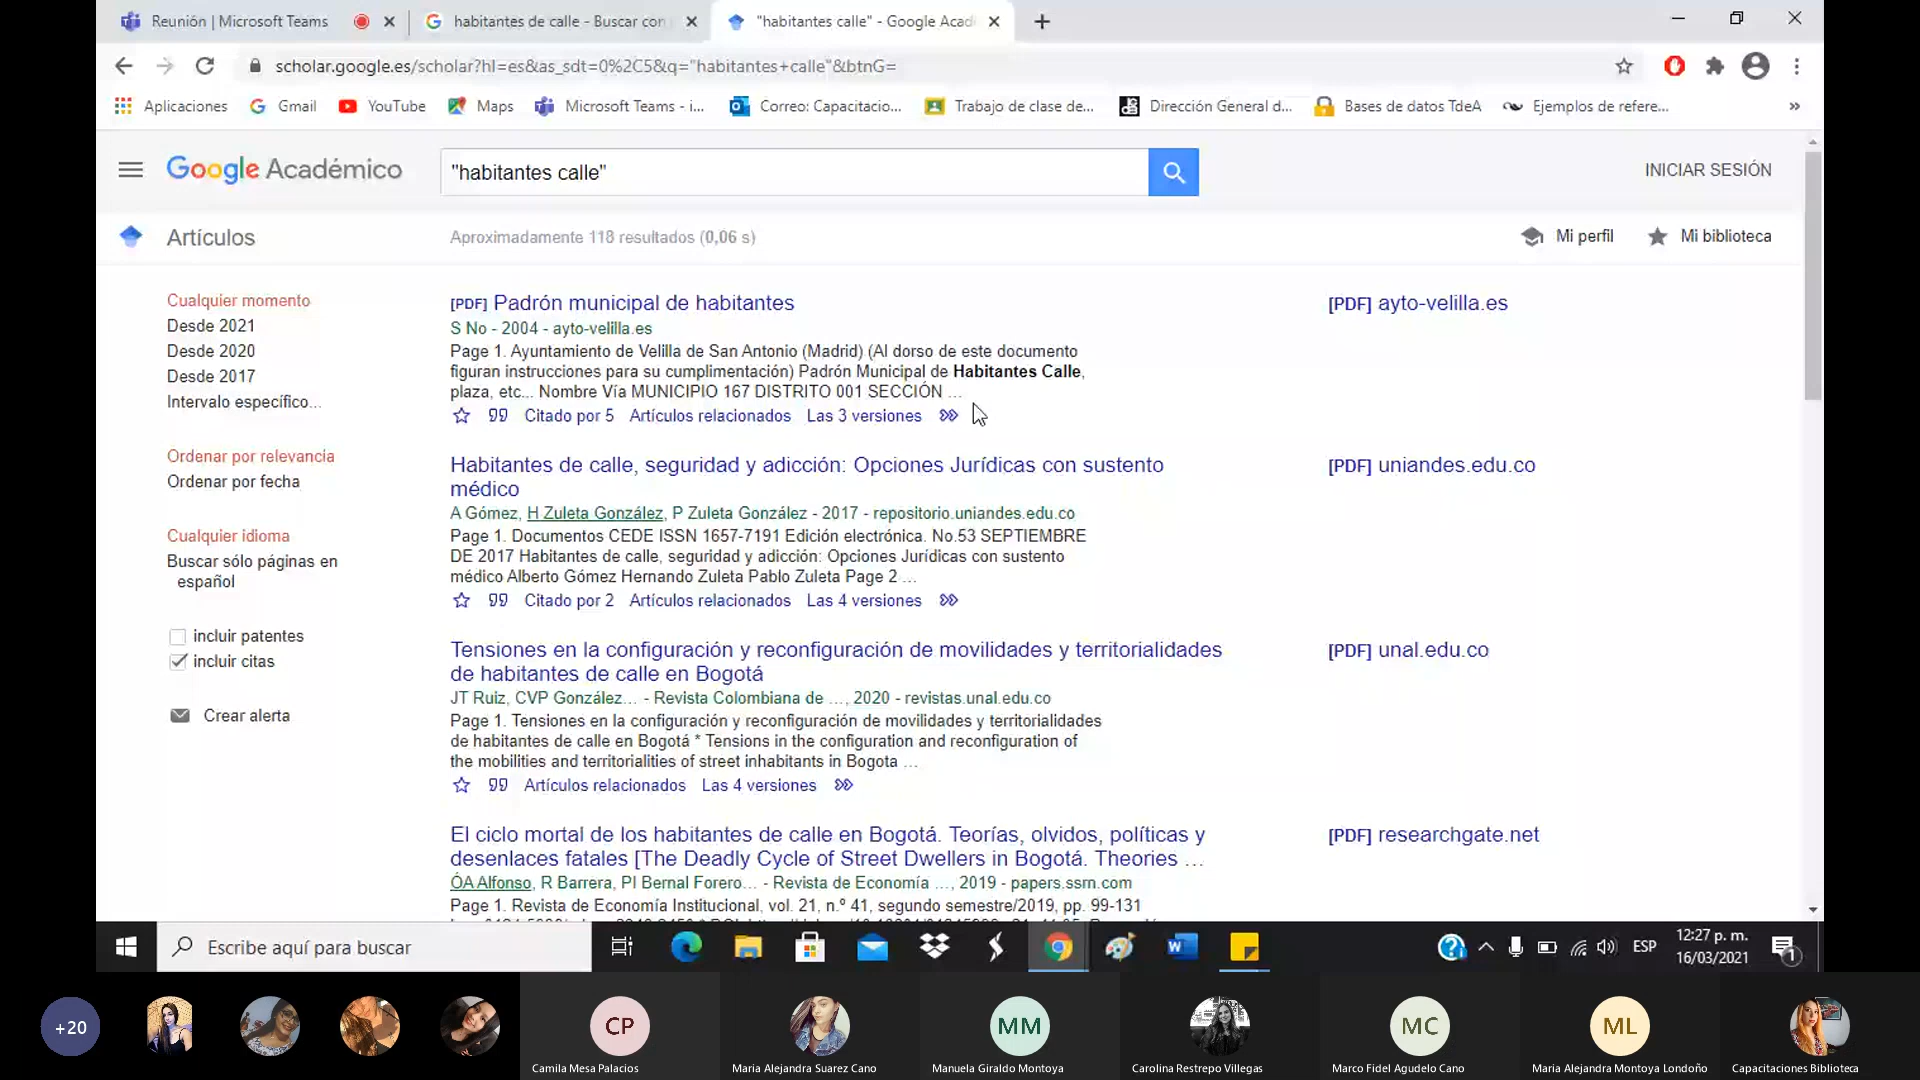 Reunión | Microsoft Teams
habitantes de calle - Buscar con
"habitantes calle" - Google Acad
scholar.google.es/scholar?hl=es&as_sdt=0%2C5&q="habitantes+calle"&btnG=
Aplicaciones
Gmail
YouTube
Maps
Microsoft Teams - i...
Correo: Capacitacio...
Trabajo de clase de...
Dirección General d...
Bases de datos TdeA
Ejemplos de refere...
Google Académico
"habitantes calle"
INICIAR SESIÓN
Artículos
Aproximadamente 118 resultados (0,06 s)
Mi perfil
Mi biblioteca
Cualquier momento
Desde 2021
Desde 2020
Desde 2017
Intervalo específico...
Ordenar por relevancia
Ordenar por fecha
Cualquier idioma
Buscar sólo páginas en
español
incluir patentes
incluir citas
Crear alerta
[PDF] Padrón municipal de habitantes
S No - 2004 - ayto-velilla.es
Page 1. Ayuntamiento de Velilla de San Antonio (Madrid) (Al dorso de este documento
figuran instrucciones para su cumplimentación) Padrón Municipal de Habitantes Calle,
plaza, etc... Nombre Vía MUNICIPIO 167 DISTRITO 001 SECCIÓN ...
Citado por 5 Artículos relacionados Las 3 versiones
[PDF] ayto-velilla.es
Habitantes de calle, seguridad y adicción: Opciones Jurídicas con sustento
médico
A Gómez, H Zuleta González, P Zuleta González - 2017 - repositorio.uniandes.edu.co
Page 1. Documentos CEDE ISSN 1657-7191 Edición electrónica. No.53 SEPTIEMBRE
DE 2017 Habitantes de calle, seguridad y adicción: Opciones Jurídicas con sustento
médico Alberto Gómez Hernando Zuleta Pablo Zuleta Page 2 ...
Citado por 2 Artículos relacionados Las 4 versiones
[PDF] uniandes.edu.co
Tensiones en la configuración y reconfiguración de movilidades y territorialidades
de habitantes de calle en Bogotá
JT Ruiz, CVP González... - Revista Colombiana de ..., 2020 - revistas.unal.edu.co
Page 1. Tensiones en la configuración y reconfiguración de movilidades y territorialidades
de habitantes de calle en Bogotá * Tensions in the configuration and reconfiguration of
the mobilities and territorialities of street inhabitants in Bogota ...
Artículos relacionados Las 4 versiones
[PDF] unal.edu.co
El ciclo mortal de los habitantes de calle en Bogotá. Teorías, olvidos, políticas y
desenlaces fatales [The Deadly Cycle of Street Dwellers in Bogotá. Theories ...
ÓA Alfonso, R Barrera, PI Bernal Forero... - Revista de Economía ..., 2019 - papers.ssrn.com
Page 1. Revista de Economía Institucional, vol. 21, n.º 41, segundo semestre/2019, pp. 99-131
[PDF] researchgate.net
Escribe aquí para buscar
ESP
12:27 p. m.
16/03/2021
1
+20
CP
MM
MC
ML
Camila Mesa Palacios
Maria Alejandra Suarez Cano
Manuela Giraldo Montoya
Carolina Restrepo Villegas
Marco Fidel Agudelo Cano
Maria Alejandra Montoya Londoño
Capacitaciones Biblioteca